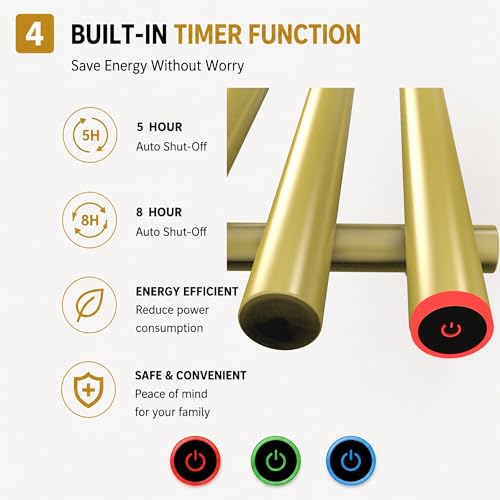 4
BUILT-IN TIMER FUNCTION
Save Energy Without Worry
5H
5 HOUR
Auto Shut-Off
8H
8 HOUR
Auto Shut-Off
ENERGY EFFICIENT
Reduce power
consumption
SAFE & CONVENIENT
Peace of mind
for your family